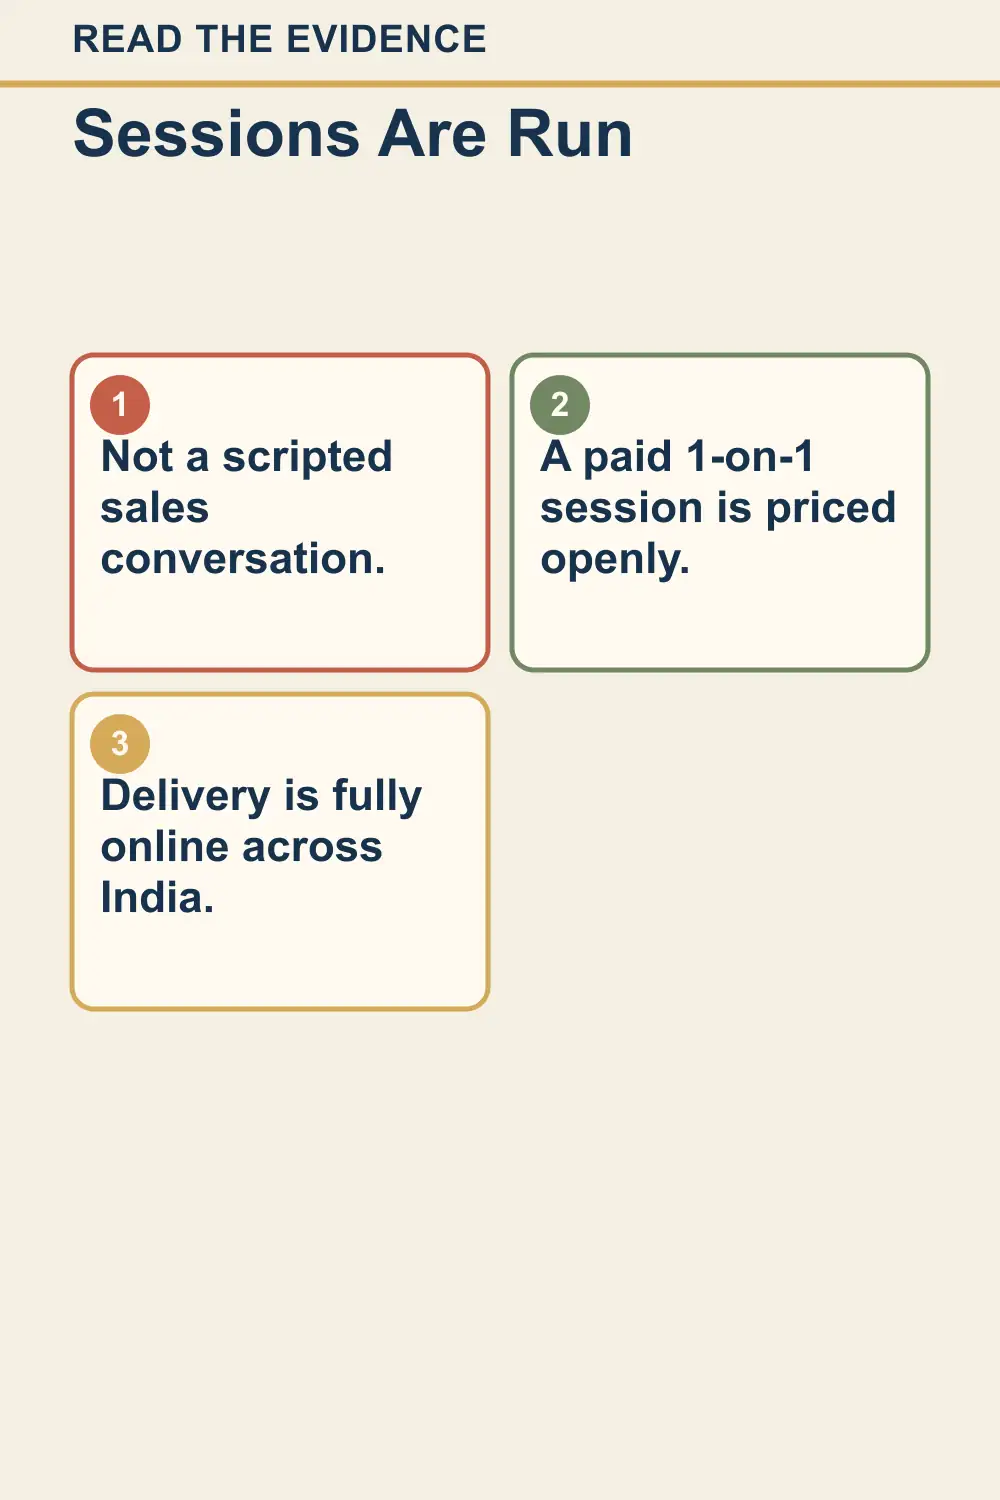 READ THE EVIDENCE
Sessions Are Run
1
Not a scripted
sales
conversation.
2
A paid 1-on-1
session is priced
openly.
3
Delivery is fully
online across
India.